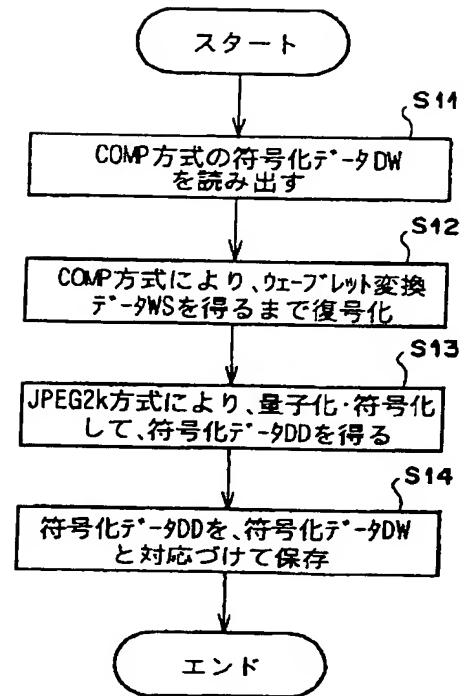 スタート
S11
COMP方式の符号化ﾃﾞｰﾀDW
を読み出す
S12
COMP方式により、ｳｪｰﾌﾞﾚｯﾄ変換
ﾃﾞｰﾀWSを得るまで復号化
S13
JPEG2k方式により、量子化・符号化
して、符号化ﾃﾞｰﾀDDを得る
S14
符号化ﾃﾞｰﾀDDを、符号化ﾃﾞｰﾀDW
と対応づけて保存
エンド